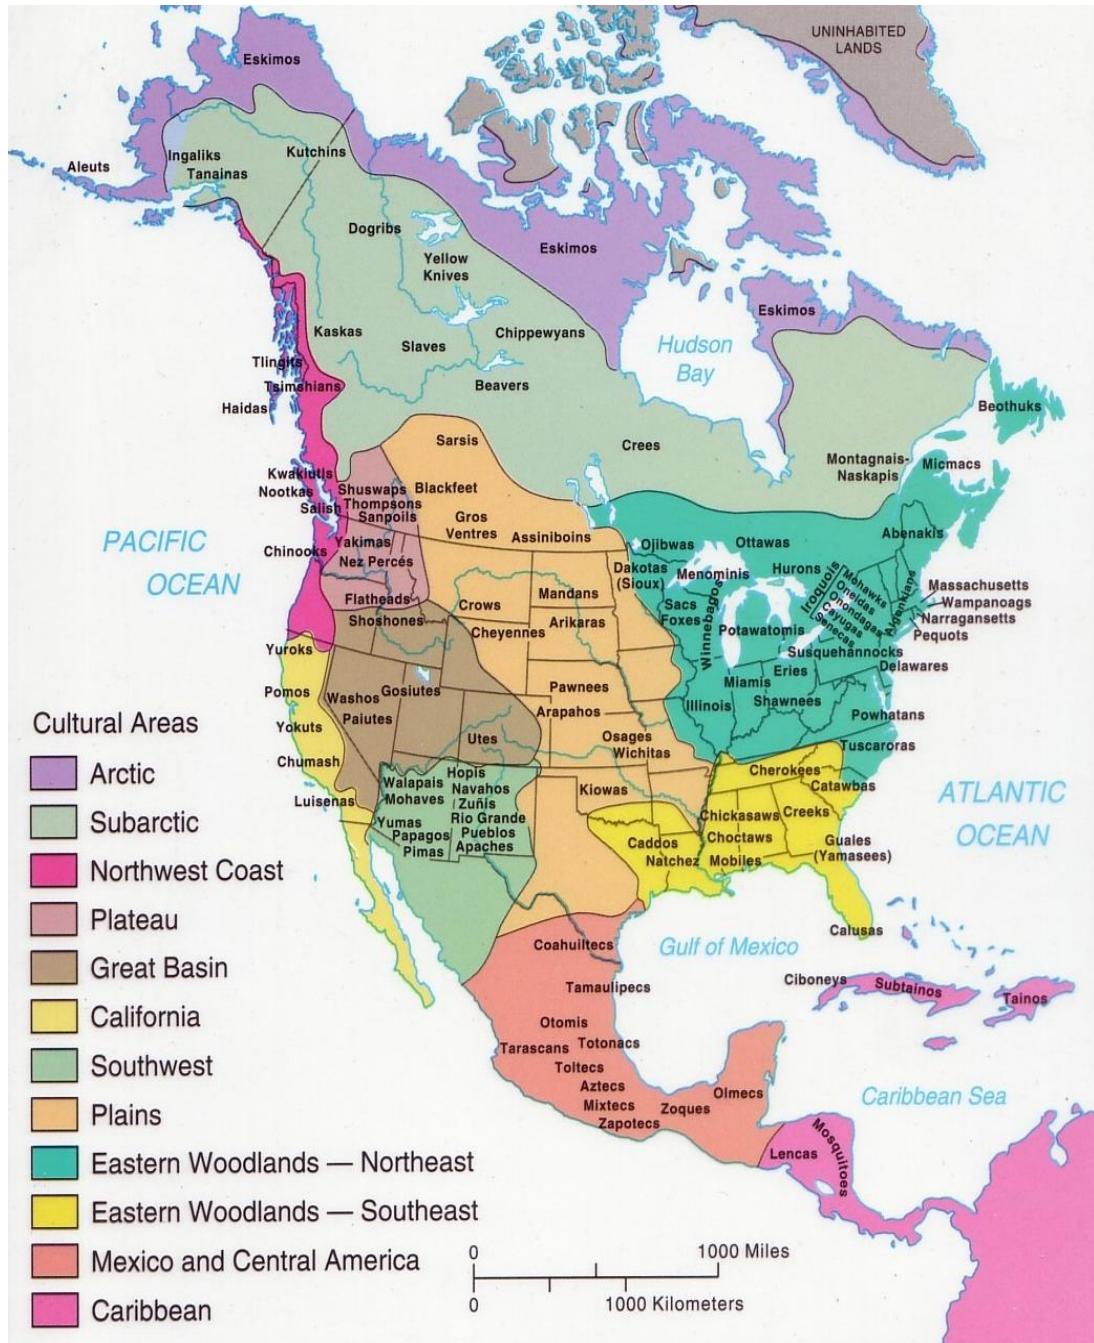 UNINHABITED
LANDS
Eskimos
Aleuts
Ingaliks
Tanainas
Kutchins
Dogribs
Yellow
Knives
Eskimos
Eskimos
Hudson
Bay
Kaskas
Slaves
Chippewyans
Beavers
Tlingits
Tsimshians
Haidas
Beothuks
Sarsis
Crees
Montagnais-
Naskapis
Micmacs
Kwakiutls
Nootkas
Salish
Shuswaps
Thompsons
Sanpoils
Blackfeet
Gros
Ventres
Assiniboins
PACIFIC
OCEAN
Chinooks
Yakimas
Nez Percés
Flatheads
Ojibwas
Ottawas
Abenakis
Dakotas
(Sioux)
Menominis
Hurons
Iroquois
Mehawks
Oneidas
Onondagas
Cayugas
Senecas
Algenkians
Massachusetts
Wampanoags
Narragansetts
Pequots
Crows
Mandans
Sacs
Foxes
Winnebagos
Potawatomis
Shoshones
Cheyennes
Arikaras
Susquehannocks
Delawares
Yuroks
Eries
Miamis
Pomos
Washos
Gosiutes
Pawnees
Illinois
Shawnees
Powhatans
Paiutes
Arapahos
Yokuts
Utes
Osages
Wichitas
Tuscaroras
Chumash
Luisenas
Walapais
Mohaves
Hopis
Navahos
Zuñis
Rio Grande
Pueblos
Apaches
Yumas
Papagos
Pimas
Kiowas
Cherokees
Catawbas
Chickasaws
Creeks
Caddos
Choctaws
Natchez
Mobiles
Guales
(Yamasees)
ATLANTIC
OCEAN
Calusas
Coahuiltecs
Gulf of Mexico
Ciboneys
Subtainos
Tainos
Tamaulipecs
Otomis
Tarascans
Totonacs
Toltecs
Aztecs
Mixtecs
Zapotecs
Zoques
Olmecs
Caribbean Sea
Lencas
Mosquitoes
Cultural Areas
Arctic
Subarctic
Northwest Coast
Plateau
Great Basin
California
Southwest
Plains
Eastern Woodlands — Northeast
Eastern Woodlands — Southeast
Mexico and Central America
Caribbean
0 1000 Miles
0 1000 Kilometers